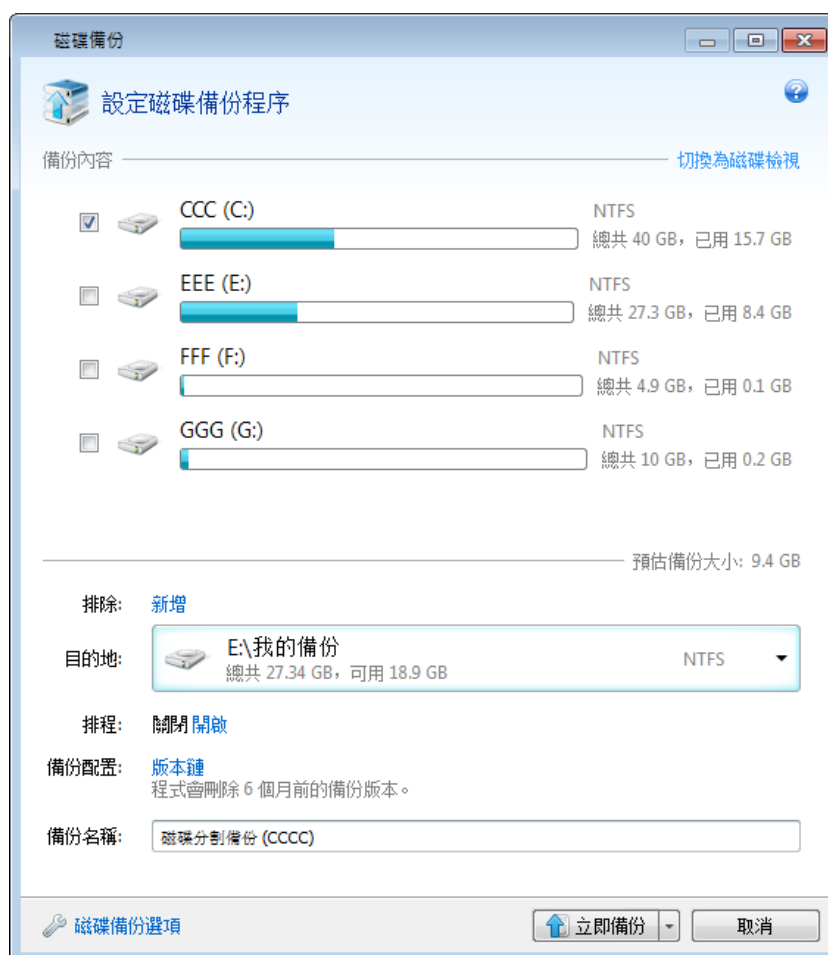 磁碟備份
設定磁碟備份程序
備份內容 切換為磁碟檢視
CCC (C:) NTFS
總共 40 GB，已用 15.7 GB
EEE (E:) NTFS
總共 27.3 GB，已用 8.4 GB
FFF (F:) NTFS
總共 4.9 GB，已用 0.1 GB
GGG (G:) NTFS
總共 10 GB，已用 0.2 GB
預估備份大小: 9.4 GB
排除: 新增
目的地: E:\我的備份 NTFS
總共 27.34 GB，可用 18.9 GB
排程: 關閉 開啟
備份配置: 版本鏈
程式會刪除 6 個月前的備份版本。
備份名稱: 磁碟分割備份 (CCCC)
磁碟備份選項 立即備份 取消